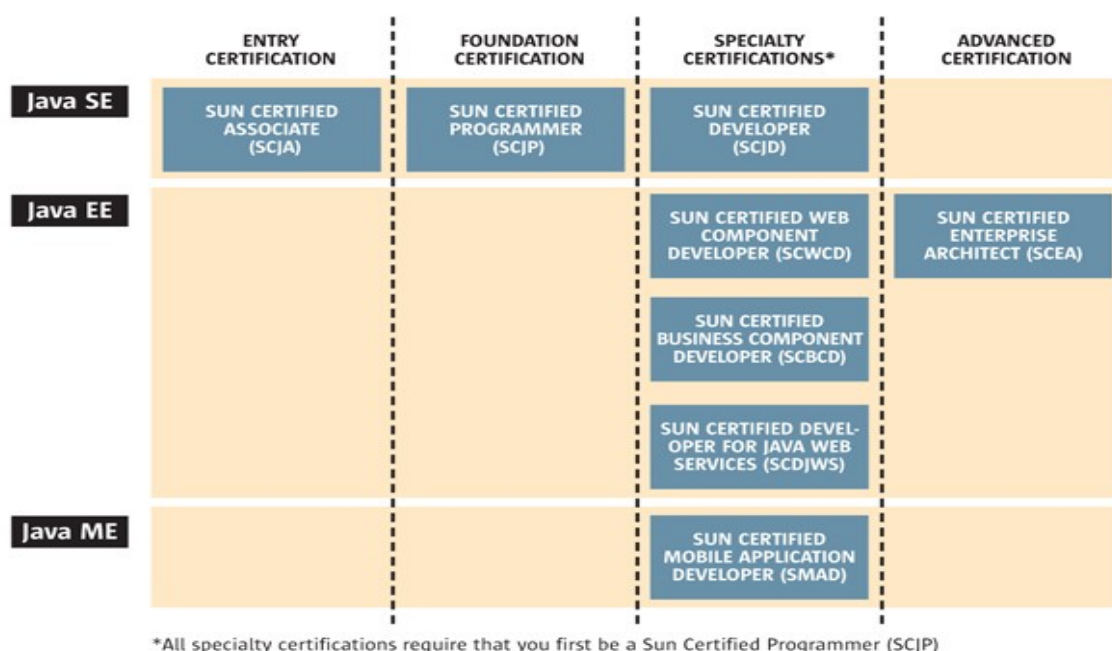 ENTRY
CERTIFICATION
FOUNDATION
CERTIFICATION
SPECIALTY
CERTIFICATIONS*
ADVANCED
CERTIFICATION
Java SE
SUN CERTIFIED
ASSOCIATE
(SCJA)
SUN CERTIFIED
PROGRAMMER
(SCJP)
SUN CERTIFIED
DEVELOPER
(SCJD)
Java EE
SUN CERTIFIED WEB
COMPONENT
DEVELOPER (SCWCD)
SUN CERTIFIED
ENTERPRISE
ARCHITECT (SCEA)
SUN CERTIFIED
BUSINESS COMPONENT
DEVELOPER (SCBCD)
SUN CERTIFIED DEVEL-
OPER FOR JAVA WEB
SERVICES (SCDJWS)
Java ME
SUN CERTIFIED
MOBILE APPLICATION
DEVELOPER (SMAD)
*All specialty certifications require that you first be a Sun Certified Programmer (SCJP)